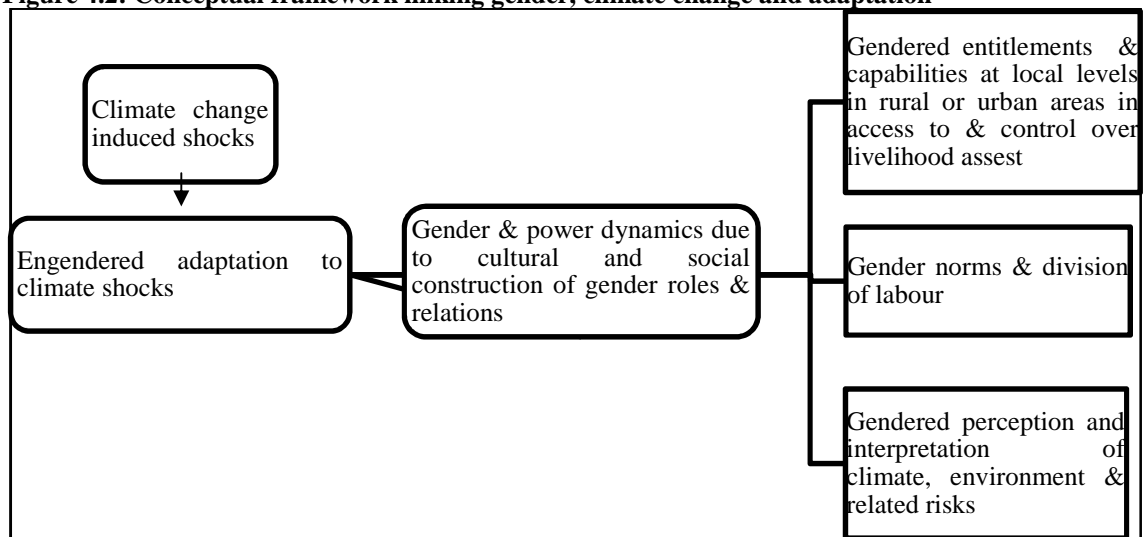 Figure 4.2: Conceptual framework linking gender, climate change and adaptation
Climate change
induced shocks
Engendered adaptation to
climate shocks
Gender & power dynamics due
to cultural and social
construction of gender roles &
relations
Gendered entitlements &
capabilities at local levels
in rural or urban areas in
access to & control over
livelihood assest
Gender norms & division
of labour
Gendered perception and
interpretation of
climate, environment &
related risks